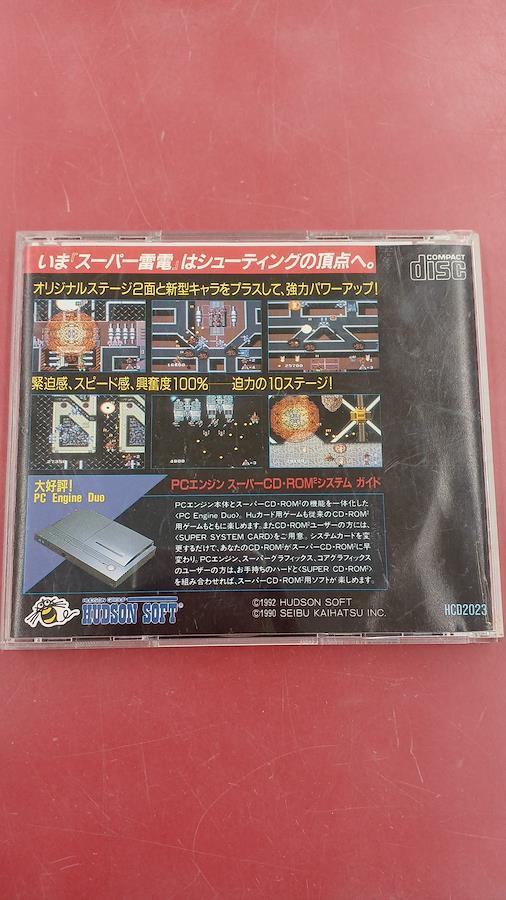 いま『スーパー雷電』はシューティングの頂点へ。
COMPACT
disc
オリジナルステージ2面と新型キャラをプラスして、強力パワーアップ!
緊迫感、スピード感、興奮度100%──迫力の10ステージ!
大好評!
PC Engine Duo
PCエンジン スーパーCD・ROM²システム ガイド
PCエンジン本体とスーパーCD・ROM²の機能を一体化した
〈PC Engine Duo〉。Huカード用ゲームも従来のCD・ROM²
用ゲームもともに楽しめます。またCD・ROM²ユーザーの方には、
〈SUPER SYSTEM CARD〉をご用意。システムカードを変
更するだけで、あなたのCD・ROM²がスーパーCD・ROM²に早
変わり。PCエンジン、スーパーグラフィックス、コアグラフィックス
のユーザーの方は、お手持ちのハードと〈SUPER CD・ROM²〉
を組み合わせれば、スーパーCD・ROM²用ソフトが楽しめます。
HUDSON GROUP
HUDSON SOFT®
©1992 HUDSON SOFT
©1990 SEIBU KAIHATSU INC.
HCD2023